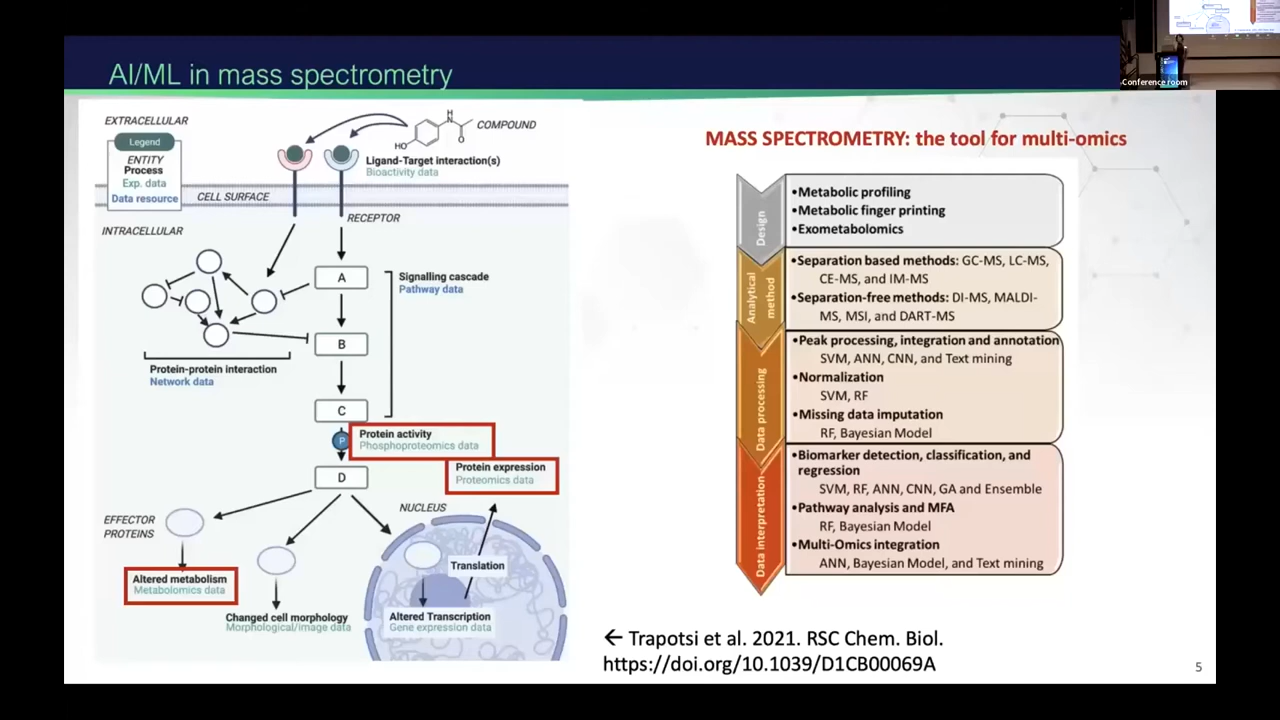 AI/ML in mass spectrometry
Conference room
EXTRACELLULAR
Legend
ENTITY
Process
Exp. data
Data resource
H
N
O
HO
COMPOUND
Ligand-Target interaction(s)
Bioactivity data
CELL SURFACE
RECEPTOR
INTRACELLULAR
A
Signalling cascade
Pathway data
B
Protein-protein interaction
Network data
C
P
Protein activity
Phosphoproteomics data
Protein expression
Proteomics data
D
NUCLEUS
EFFECTOR
PROTEINS
Translation
Altered metabolism
Metabolomics data
Changed cell morphology
Morphological/image data
Altered Transcription
Gene expression data
MASS SPECTROMETRY: the tool for multi-omics
Design
•Metabolic profiling
•Metabolic finger printing
•Exometabolomics
Analytical
method
•Separation based methods: GC-MS, LC-MS,
CE-MS, and IM-MS
•Separation-free methods: DI-MS, MALDI-
MS, MSI, and DART-MS
Data processing
•Peak processing, integration and annotation
SVM, ANN, CNN, and Text mining
•Normalization
SVM, RF
•Missing data imputation
RF, Bayesian Model
Data interpretation
•Biomarker detection, classification, and
regression
SVM, RF, ANN, CNN, GA and Ensemble
•Pathway analysis and MFA
RF, Bayesian Model
•Multi-Omics integration
ANN, Bayesian Model, and Text mining
← Trapotsi et al. 2021. RSC Chem. Biol.
https://doi.org/10.1039/D1CB00069A
5